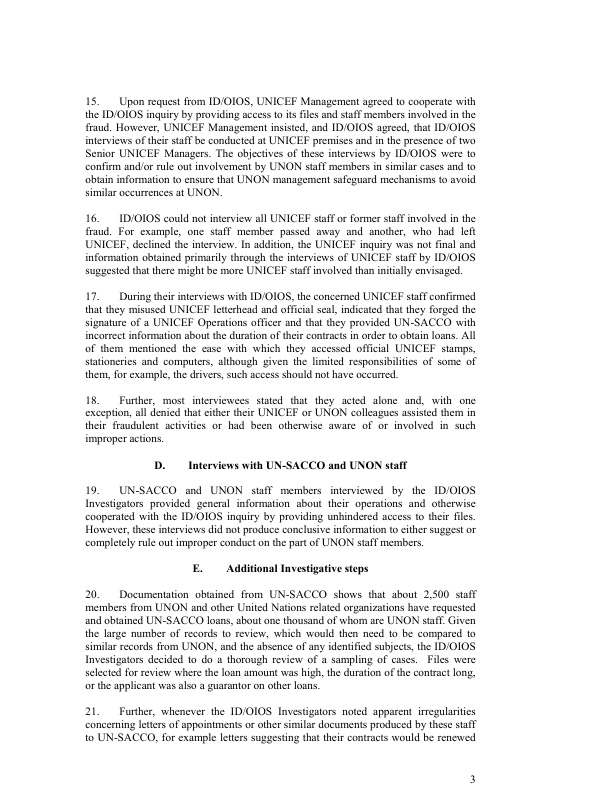 15. Upon request from ID/OIOS, UNICEF Management agreed to cooperate with
the ID/OIOS inquiry by providing access to its files and staff members involved in the
fraud. However, UNICEF Management insisted, and ID/OIOS agreed, that ID/OIOS
interviews of their staff be conducted at UNICEF premises and in the presence of two
Senior UNICEF Managers. The objectives of these interviews by ID/OIOS were to
confirm and/or rule out involvement by UNON staff members in similar cases and to
obtain information to ensure that UNON management safeguard mechanisms to avoid
similar occurrences at UNON.
16. ID/OIOS could not interview all UNICEF staff or former staff involved in the
fraud. For example, one staff member passed away and another, who had left
UNICEF, declined the interview. In addition, the UNICEF inquiry was not final and
information obtained primarily through the interviews of UNICEF staff by ID/OIOS
suggested that there might be more UNICEF staff involved than initially envisaged.
17. During their interviews with ID/OIOS, the concerned UNICEF staff confirmed
that they misused UNICEF letterhead and official seal, indicated that they forged the
signature of a UNICEF Operations officer and that they provided UN-SACCO with
incorrect information about the duration of their contracts in order to obtain loans. All
of them mentioned the ease with which they accessed official UNICEF stamps,
stationeries and computers, although given the limited responsibilities of some of
them, for example, the drivers, such access should not have occurred.
18. Further, most interviewees stated that they acted alone and, with one
exception, all denied that either their UNICEF or UNON colleagues assisted them in
their fraudulent activities or had been otherwise aware of or involved in such
improper actions.
D. Interviews with UN-SACCO and UNON staff
19. UN-SACCO and UNON staff members interviewed by the ID/OIOS
Investigators provided general information about their operations and otherwise
cooperated with the ID/OIOS inquiry by providing unhindered access to their files.
However, these interviews did not produce conclusive information to either suggest or
completely rule out improper conduct on the part of UNON staff members.
E. Additional Investigative steps
20. Documentation obtained from UN-SACCO shows that about 2,500 staff
members from UNON and other United Nations related organizations have requested
and obtained UN-SACCO loans, about one thousand of whom are UNON staff. Given
the large number of records to review, which would then need to be compared to
similar records from UNON, and the absence of any identified subjects, the ID/OIOS
Investigators decided to do a thorough review of a sampling of cases. Files were
selected for review where the loan amount was high, the duration of the contract long,
or the applicant was also a guarantor on other loans.
21. Further, whenever the ID/OIOS Investigators noted apparent irregularities
concerning letters of appointments or other similar documents produced by these staff
to UN-SACCO, for example letters suggesting that their contracts would be renewed
3